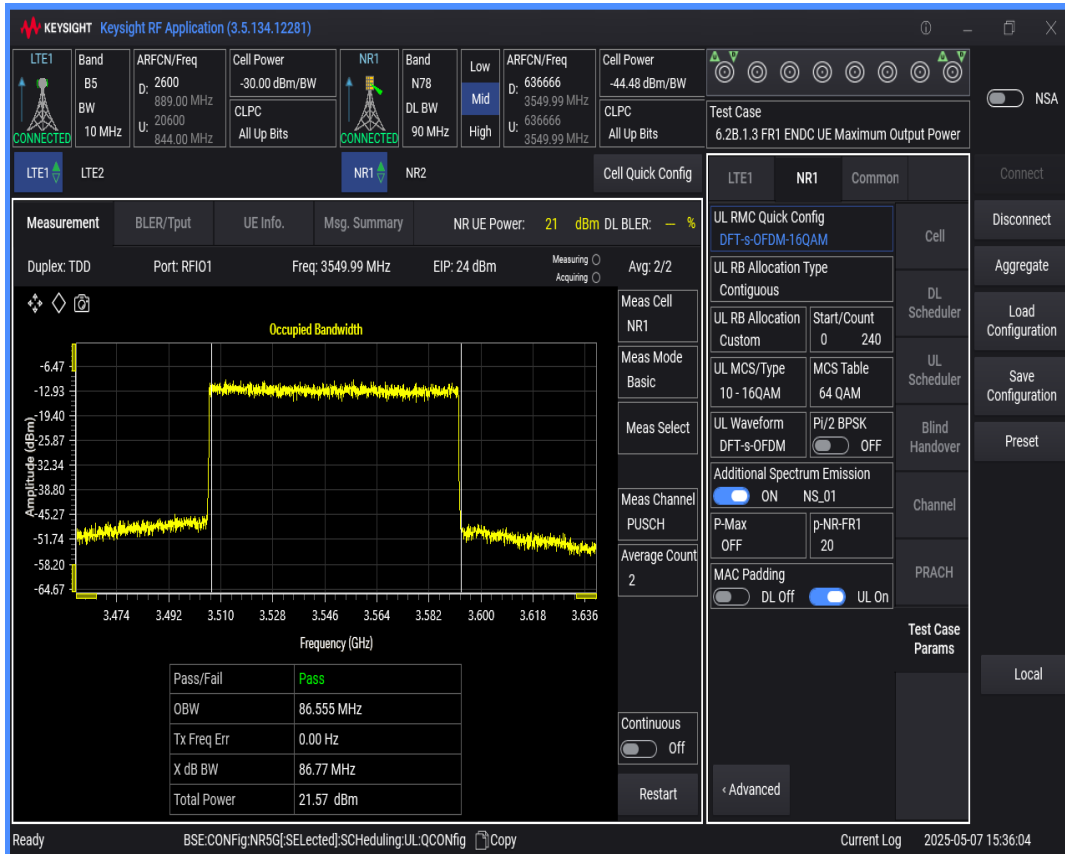 KEYSIGHT Keysight RF Application (3.5.134.12281)
LTE1
CONNECTED
Band
B5
BW
10 MHz
ARFCN/Freq
D: 2600
889.00 MHz
U: 20600
844.00 MHz
Cell Power
-30.00 dBm/BW
CLPC
All Up Bits
NR1
CONNECTED
Band
N78
DL BW
90 MHz
Low
Mid
High
ARFCN/Freq
D: 636666
3549.99 MHz
U: 636666
3549.99 MHz
Cell Power
-44.48 dBm/BW
CLPC
All Up Bits
Test Case
6.2B.1.3 FR1 ENDC UE Maximum Output Power
NSA
LTE1 LTE2 NR1 NR2 Cell Quick Config
Measurement BLER/Tput UE Info. Msg. Summary NR UE Power: 21 dBm DL BLER: — %
Duplex: TDD Port: RFIO1 Freq: 3549.99 MHz EIP: 24 dBm Measuring Acquiring Avg: 2/2
Occupied Bandwidth
Amplitude (dBm)
-6.47
-12.93
-19.40
-25.87
-32.34
-38.80
-45.27
-51.74
-58.20
-64.67
3.474 3.492 3.510 3.528 3.546 3.564 3.582 3.600 3.618 3.636
Frequency (GHz)
Pass/Fail Pass
OBW 86.555 MHz
Tx Freq Err 0.00 Hz
X dB BW 86.77 MHz
Total Power 21.57 dBm
Meas Cell
NR1
Meas Mode
Basic
Meas Select
Meas Channel
PUSCH
Average Count
2
Continuous
Off
Restart
LTE1 NR1 Common
UL RMC Quick Config
DFT-s-OFDM-16QAM
UL RB Allocation Type
Contiguous
UL RB Allocation
Custom
Start/Count
0 240
UL MCS/Type
10 - 16QAM
MCS Table
64 QAM
UL Waveform
DFT-s-OFDM
Pi/2 BPSK
OFF
Additional Spectrum Emission
ON NS_01
P-Max
OFF
p-NR-FR1
20
MAC Padding
DL Off UL On
‹ Advanced
Cell
DL
Scheduler
UL
Scheduler
Blind
Handover
Channel
PRACH
Test Case
Params
Connect
Disconnect
Aggregate
Load
Configuration
Save
Configuration
Preset
Local
Ready BSE:CONFig:NR5G[:SELected]:SCHeduling:UL:QCONfig Copy Current Log 2025-05-07 15:36:04